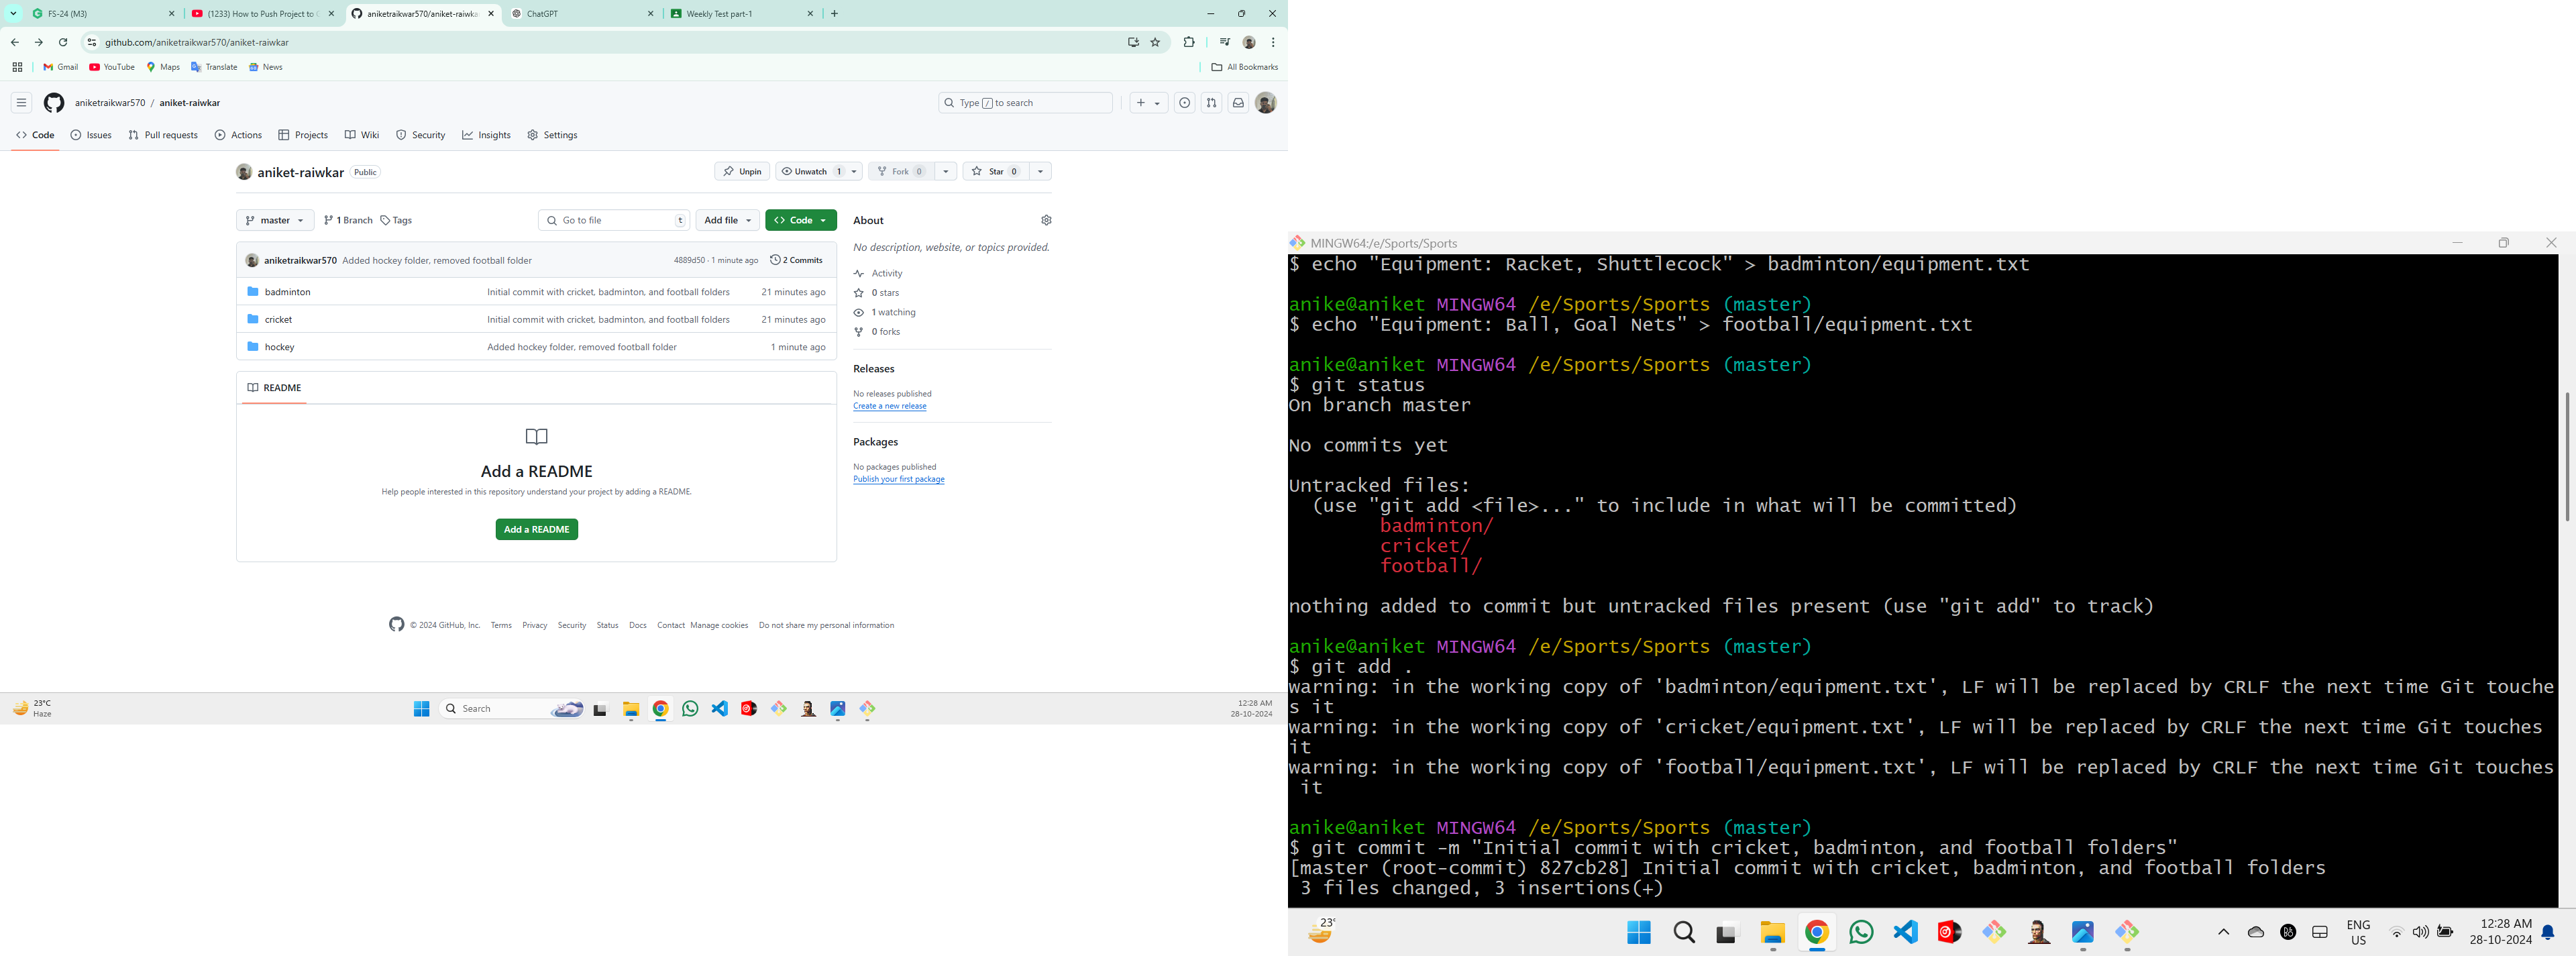 FS-24 (M3)
(1233) How to Push Project to
aniketraikwar570/aniket-raiwka
ChatGPT
Weekly Test part-1
github.com/aniketraikwar570/aniket-raiwkar
Gmail
YouTube
Maps
Translate
News
All Bookmarks
aniketraikwar570 / aniket-raiwkar
Type / to search
Code
Issues
Pull requests
Actions
Projects
Wiki
Security
Insights
Settings
aniket-raiwkar Public
Unpin
Unwatch 1
Fork 0
Star 0
master
1 Branch
Tags
Go to file t
Add file
Code
aniketraikwar570 Added hockey folder, removed football folder 4889d50 · 1 minute ago 2 Commits
badminton Initial commit with cricket, badminton, and football folders 21 minutes ago
cricket Initial commit with cricket, badminton, and football folders 21 minutes ago
hockey Added hockey folder, removed football folder 1 minute ago
README
Add a README
Help people interested in this repository understand your project by adding a README.
Add a README
About
No description, website, or topics provided.
Activity
0 stars
1 watching
0 forks
Releases
No releases published
Create a new release
Packages
No packages published
Publish your first package
© 2024 GitHub, Inc. Terms Privacy Security Status Docs Contact Manage cookies Do not share my personal information
23°C
Haze
Search
12:28 AM
28-10-2024
MINGW64:/e/Sports/Sports
$ echo "Equipment: Racket, Shuttlecock" > badminton/equipment.txt
anike@aniket MINGW64 /e/Sports/Sports (master)
$ echo "Equipment: Ball, Goal Nets" > football/equipment.txt
anike@aniket MINGW64 /e/Sports/Sports (master)
$ git status
On branch master
No commits yet
Untracked files:
(use "git add <file>..." to include in what will be committed)
badminton/
cricket/
football/
nothing added to commit but untracked files present (use "git add" to track)
anike@aniket MINGW64 /e/Sports/Sports (master)
$ git add .
warning: in the working copy of 'badminton/equipment.txt', LF will be replaced by CRLF the next time Git touche
s it
warning: in the working copy of 'cricket/equipment.txt', LF will be replaced by CRLF the next time Git touches
it
warning: in the working copy of 'football/equipment.txt', LF will be replaced by CRLF the next time Git touches
it
anike@aniket MINGW64 /e/Sports/Sports (master)
$ git commit -m "Initial commit with cricket, badminton, and football folders"
[master (root-commit) 827cb28] Initial commit with cricket, badminton, and football folders
3 files changed, 3 insertions(+)
23°
ENG
US
12:28 AM
28-10-2024